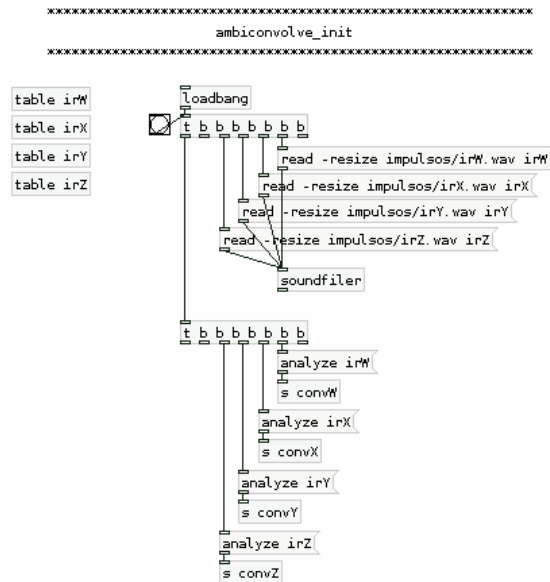 ******************************************************
ambiconvolve_init
******************************************************
table irW
table irX
table irY
table irZ
loadbang
t b b b b b b
read -resize impulsos/irW.wav irW
read -resize impulsos/irX.wav irX
read -resize impulsos/irY.wav irY
read -resize impulsos/irZ.wav irZ
soundfiler
t b b b b b b
analyze irW
s convW
analyze irX
s convX
analyze irY
s convY
analyze irZ
s convZ